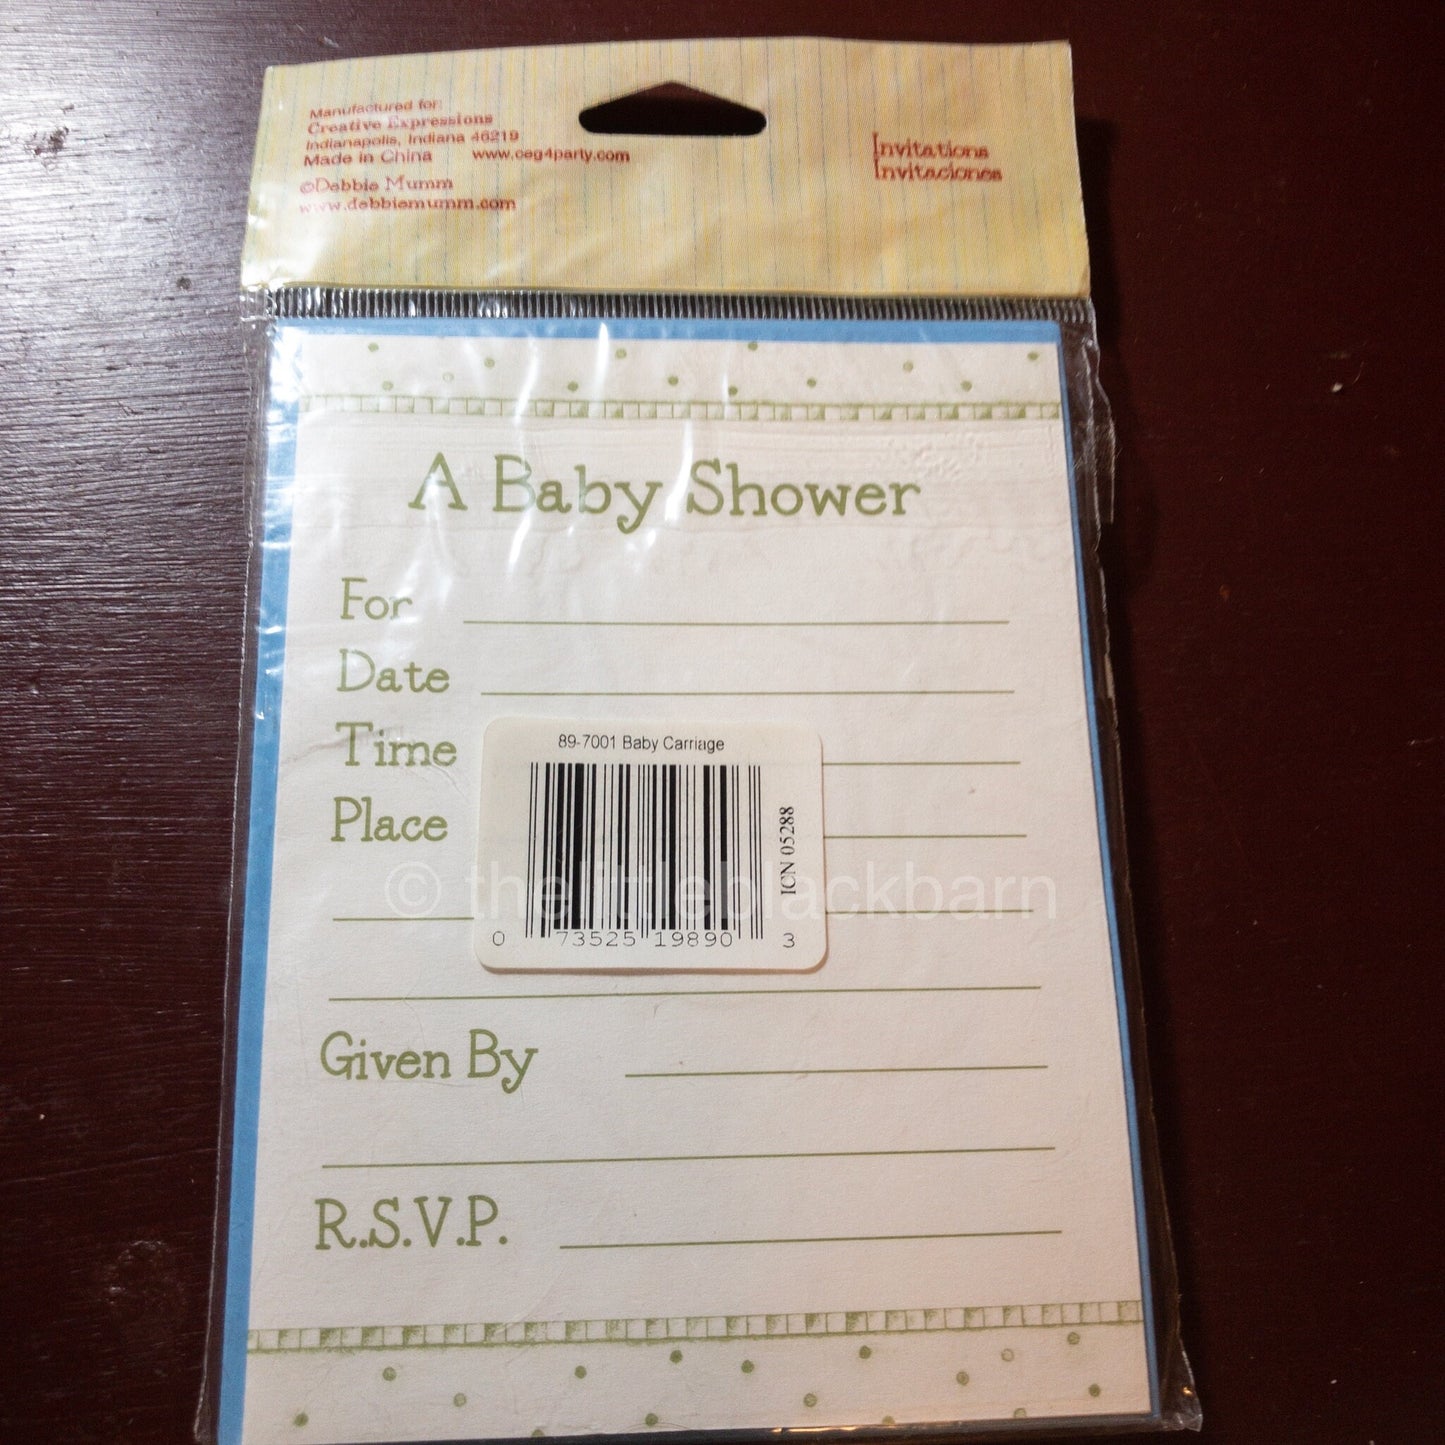 Manufactured for:
Creative Expressions
Indianapolis, Indiana 46219
Made in China www.ceg4party.com
©Debbie Mumm
www.debbiemumm.com
Invitations
Invitaciones
A Baby Shower
For
Date
Time
Place
89-7001 Baby Carriage
ICN 05288
0 73525 19890 3
© thelittleblackbarn
Given By
R.S.V.P.